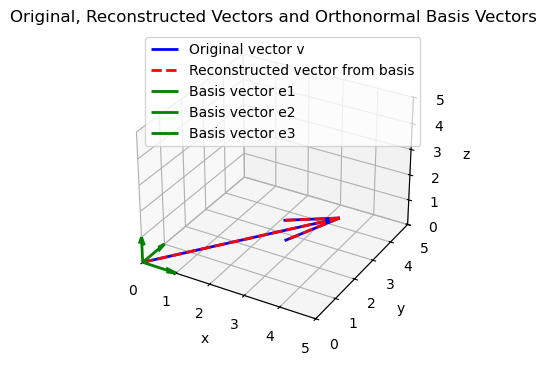 Original, Reconstructed Vectors and Orthonormal Basis Vectors
Original vector v
Reconstructed vector from basis
Basis vector e1
Basis vector e2
Basis vector e3
5
4
3
2
1
0
z
5
4
3
2
1
0
y
0
1
2
3
4
5
x